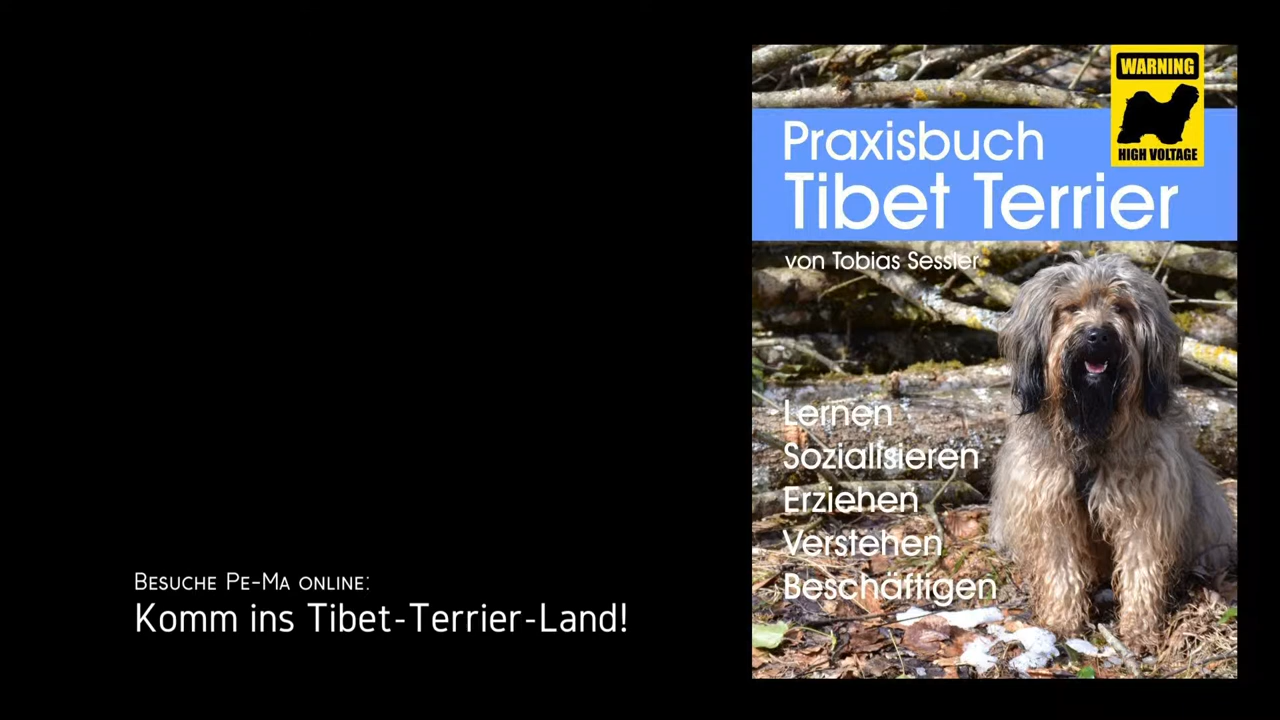 WARNING
HIGH VOLTAGE
Praxisbuch
Tibet Terrier
von Tobias Sessler
Lernen
Sozialisieren
Erziehen
Verstehen
Beschäftigen
Besuche Pe-Ma online:
Komm ins Tibet-Terrier-Land!